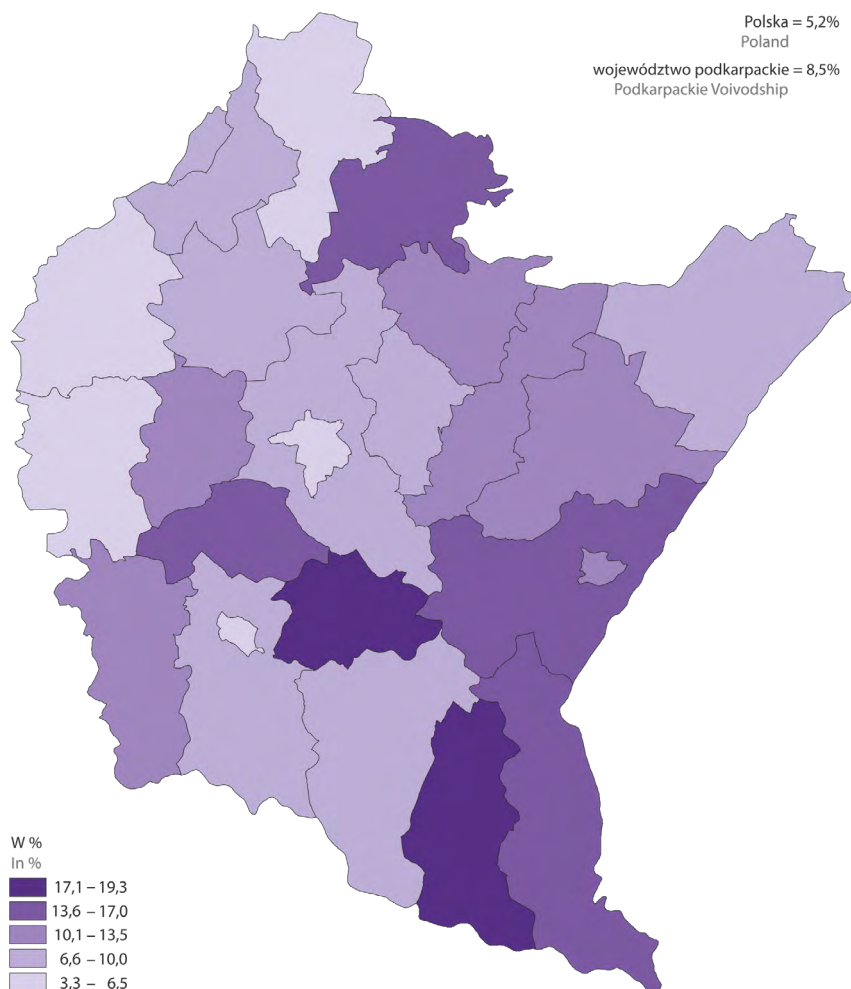 Polska = 5,2%
Poland
województwo podkarpackie = 8,5%
Podkarpackie Voivodship
W %
In %
17,1 – 19,3
13,6 – 17,0
10,1 – 13,5
6,6 – 10,0
3,3 – 6,5